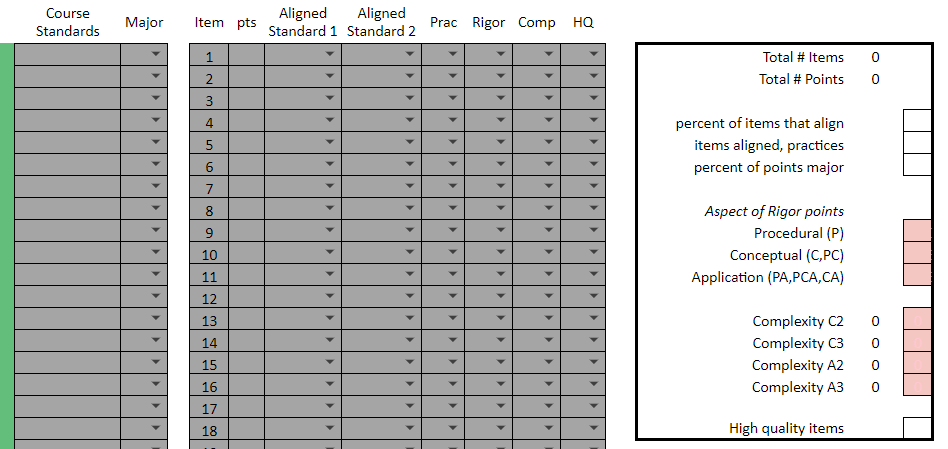 Course Standards Major Item pts Aligned Standard 1 Aligned Standard 2 Prac Rigor Comp HQ
1 Total # Items 0
2 Total # Points 0
3
4 percent of items that align
5 items aligned, practices
6 percent of points major
7
8 Aspect of Rigor points
9 Procedural (P)
10 Conceptual (C,PC)
11 Application (PA,PCA,CA)
12
13 Complexity C2 0
14 Complexity C3 0
15 Complexity A2 0
16 Complexity A3 0
17
18 High quality items